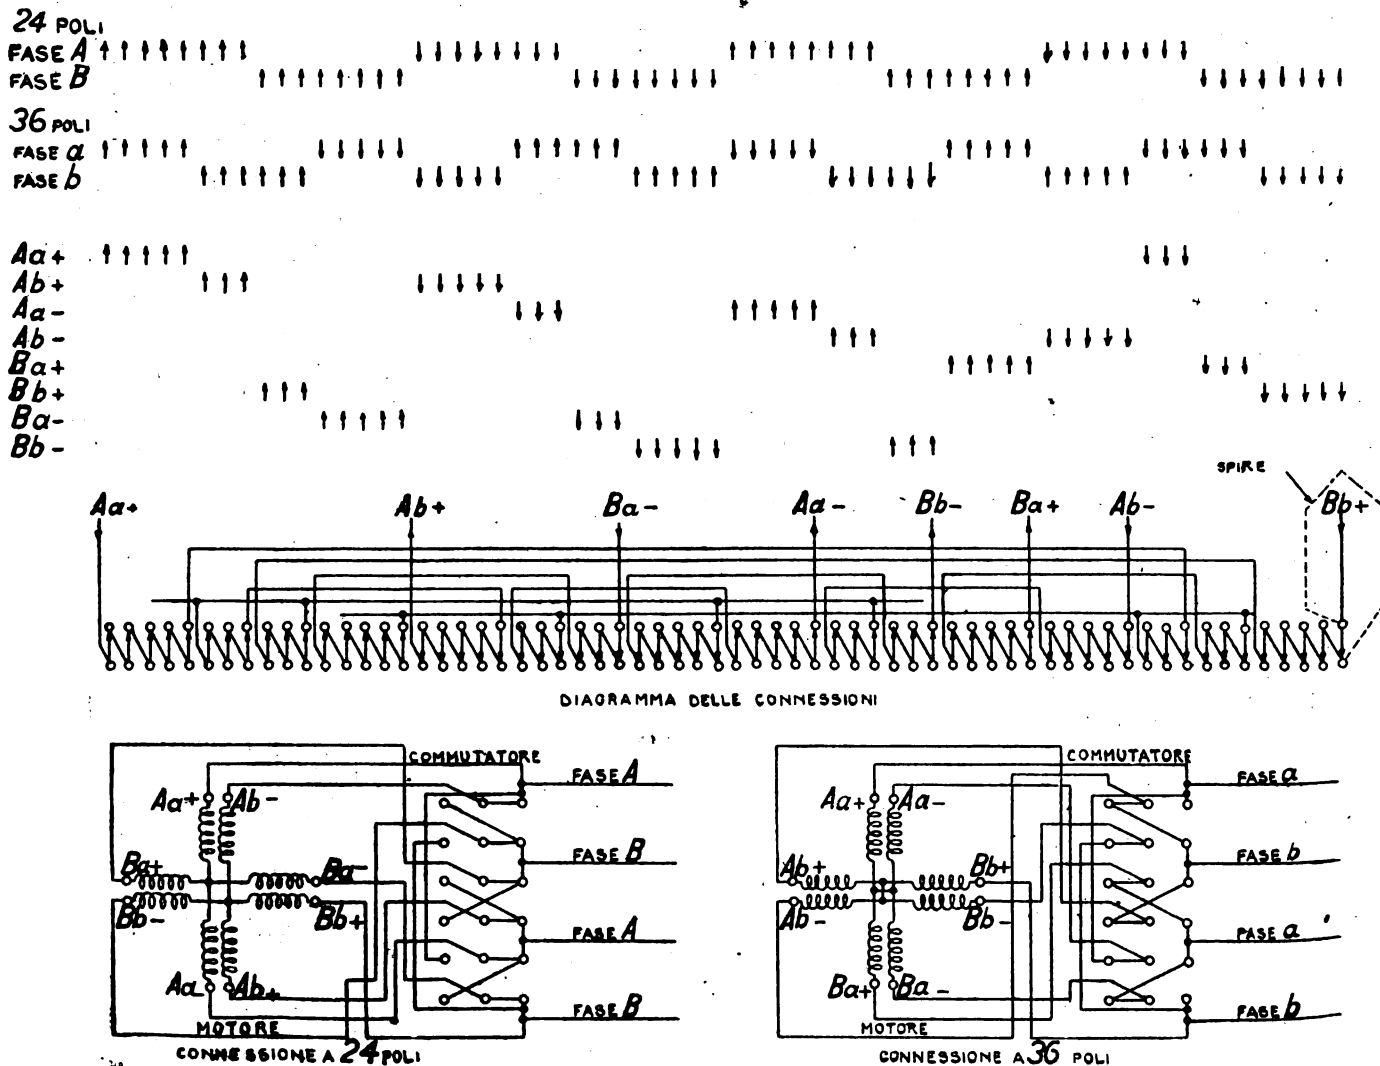 24 POLI
FASE A
FASE B
36 POLI
FASE a
FASE b
Aa+
Ab+
Aa-
Ab-
Ba+
Bb+
Ba-
Bb-
SPIRE
Aa+ Ab+ Ba- Aa- Bb- Ba+ Ab- Bb+
DIAGRAMMA DELLE CONNESSIONI
COMMUTATORE
FASE A
Aa+ Ab-
FASE B
Ba+ Ba-
Bb- Bb+
FASE A
Aa- Ab+
FASE B
MOTORE
CONNESSIONE A 24 POLI
COMMUTATORE
FASE a
Aa+ Aa-
FASE b
Ab+ Bb+
Ab- Bb-
FASE a
Ba+ Ba-
FASE b
MOTORE
CONNESSIONE A 36 POLI